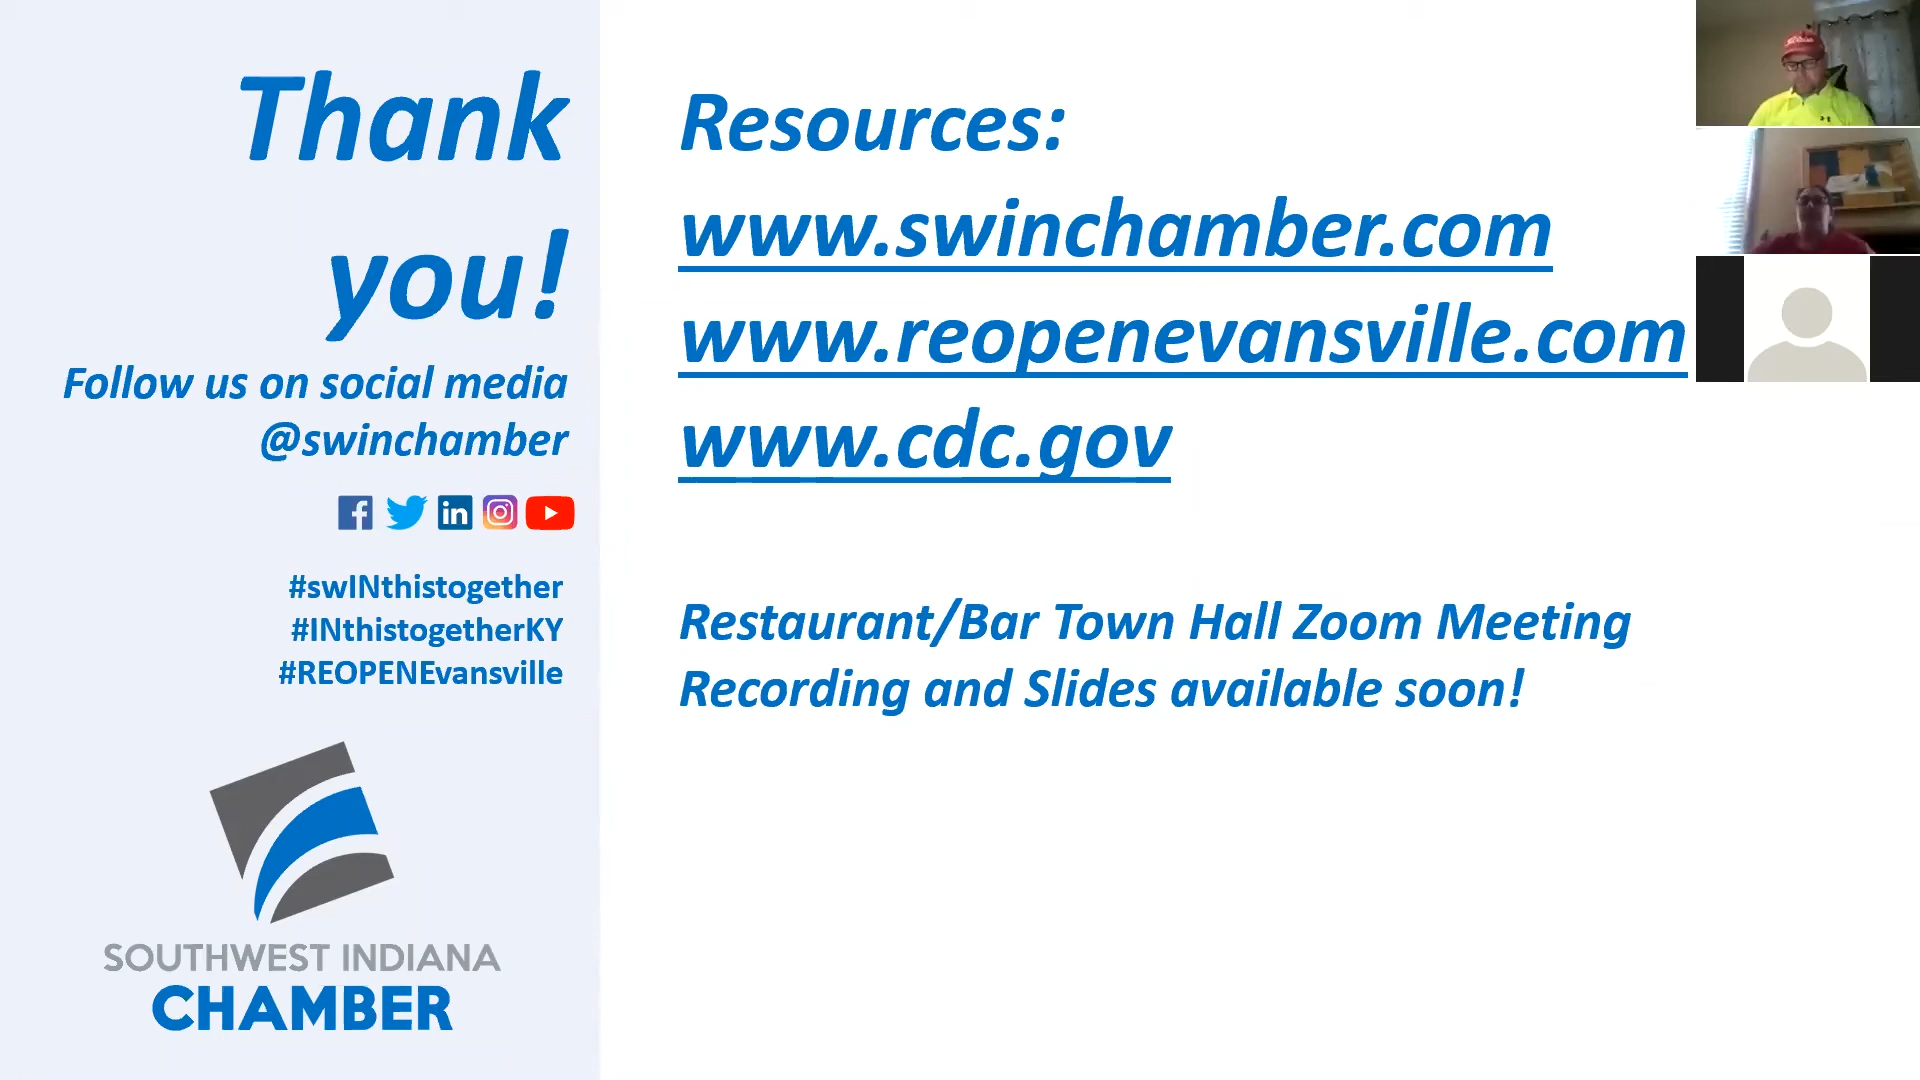 Thank
you!
Follow us on social media
@swinchamber
#swINthistogether
#INthistogetherKY
#REOPENEvansville
SOUTHWEST INDIANA
CHAMBER
Resources:
www.swinchamber.com
www.reopenevansville.com
www.cdc.gov
Restaurant/Bar Town Hall Zoom Meeting
Recording and Slides available soon!